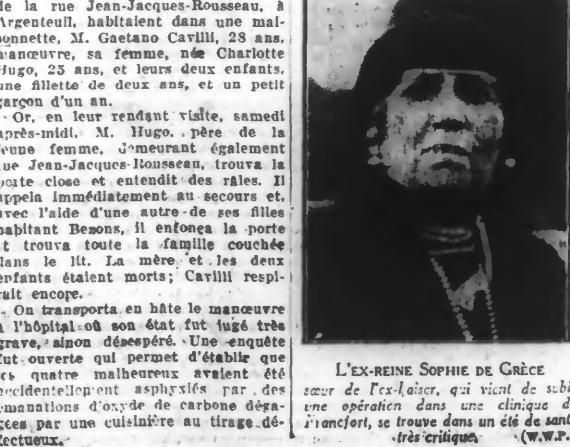 de la rue Jean-Jacques-Rousseau, à
Argenteuil, habitaient dans une mai-
sonnette, M. Gaetano Cavilli, 28 ans,
manœuvre, sa femme, née Charlotte
Hugo, 25 ans, et leurs deux enfants,
une fillette de deux ans, et un petit
garçon d'un an.
Or, en leur rendant visite, samedi
après-midi, M. Hugo, père de la
jeune femme, demeurant également
rue Jean-Jacques-Rousseau, trouva la
porte close et entendit des râles. Il
appela immédiatement au secours et,
avec l'aide d'une autre de ses filles
habitant Bezons, il enfonça la porte
et trouva toute la famille couchée
dans le lit. La mère et les deux
enfants étaient morts; Cavilli respi-
rait encore.
On transporta en hâte le manœuvre
à l'hôpital où son état fut jugé très
grave, sinon désespéré. Une enquête
fut ouverte qui permet d'établir que
les quatre malheureux avaient été
accidentellement asphyxiés par des
émanations d'oxyde de carbone déga-
gées par une cuisinière au tirage dé-
fectueux.
L'EX-REINE SOPHIE DE GRÈCE
sœur de l'ex-kaiser, qui vient de subi
une opération dans une clinique d
Francfort, se trouve dans un été de sant
très critique. (W.W.P.